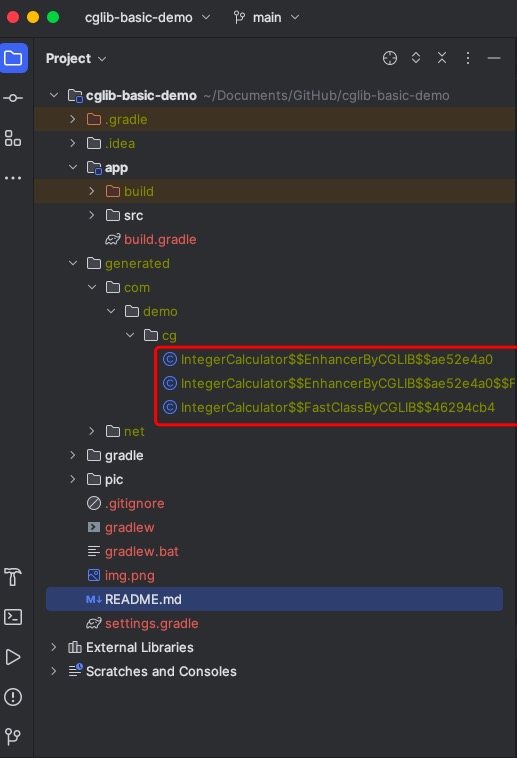 cglib-basic-demo main
Project
cglib-basic-demo ~/Documents/GitHub/cglib-basic-demo
.gradle
.idea
app
build
src
build.gradle
generated
com
demo
cg
IntegerCalculator$$EnhancerByCGLIB$$ae52e4a0
IntegerCalculator$$EnhancerByCGLIB$$ae52e4a0$$F
IntegerCalculator$$FastClassByCGLIB$$46294cb4
net
gradle
pic
.gitignore
gradlew
gradlew.bat
img.png
M↓ README.md
settings.gradle
External Libraries
Scratches and Consoles